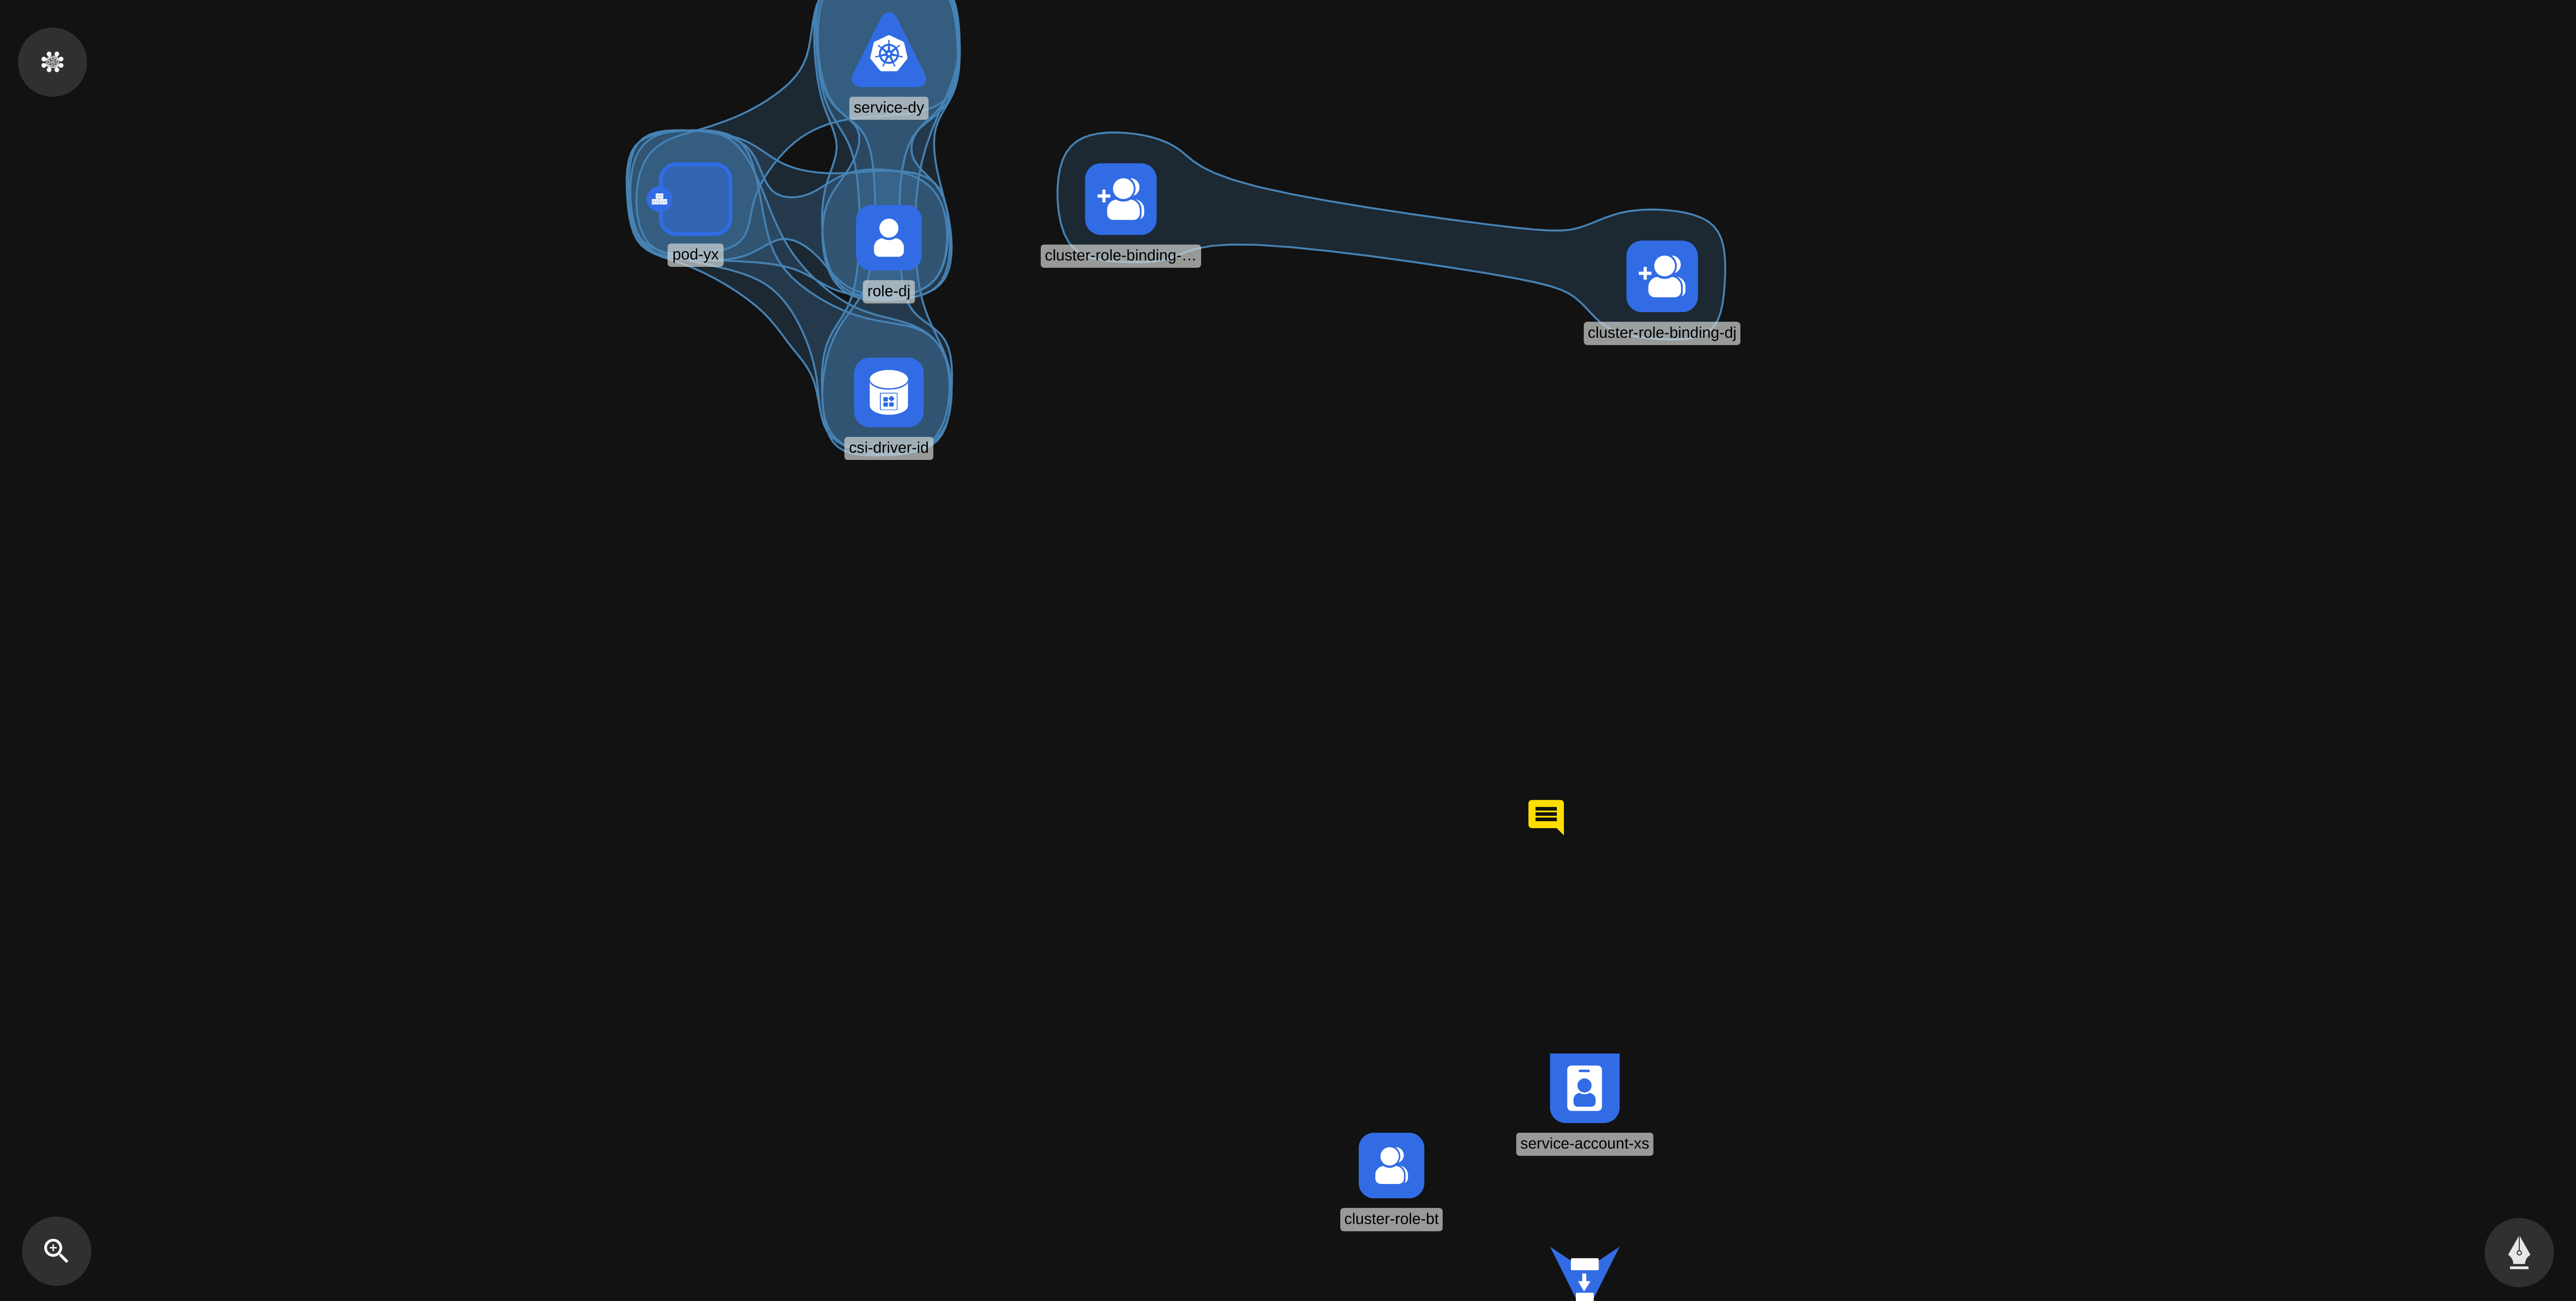 service-dy
pod-yx
cluster-role-binding-…
role-dj
cluster-role-binding-dj
csi-driver-id
service-account-xs
cluster-role-bt